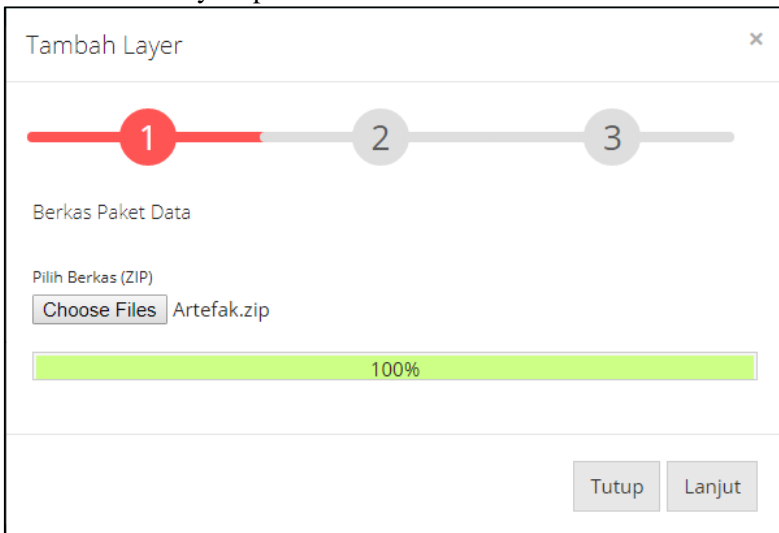 Tambah Layer ×
1 2 3
Berkas Paket Data
Pilih Berkas (ZIP)
Choose Files Artefak.zip
100%
Tutup Lanjut